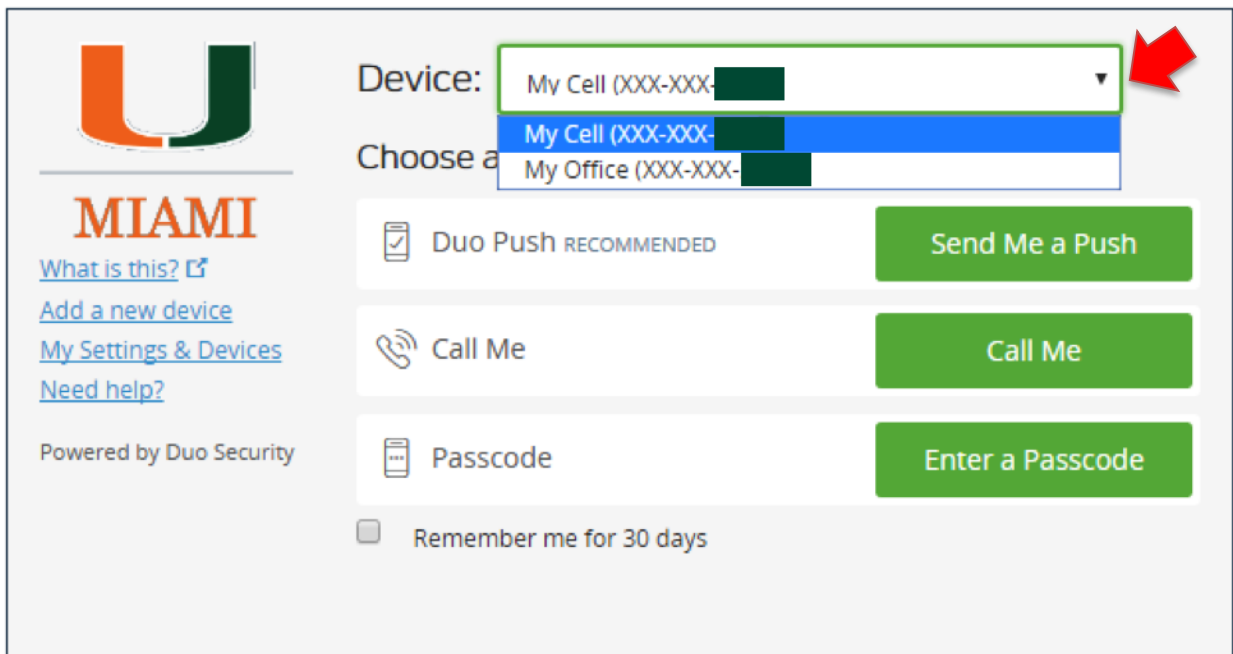 MIAMI
What is this?
Add a new device
My Settings & Devices
Need help?
Powered by Duo Security
Device: My Cell (XXX-XXX-
My Cell (XXX-XXX-
My Office (XXX-XXX-
Choose a
Duo Push RECOMMENDED Send Me a Push
Call Me Call Me
Passcode Enter a Passcode
Remember me for 30 days